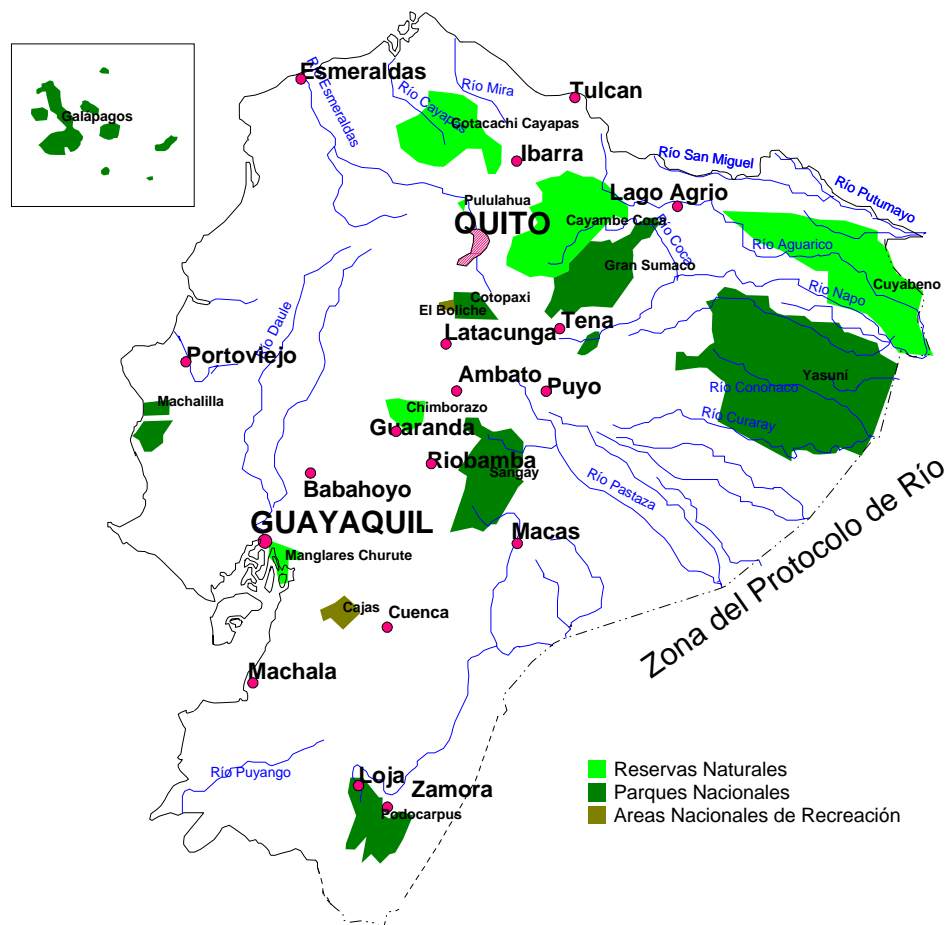 Esmeraldas
Río Esmeraldas
Río Cayapas
Río Mira
Tulcan
Galápagos
Cotacachi Cayapas
Ibarra
Río San Miguel
Río Putumayo
Lago Agrio
Pululahua
QUITO
Cayambe Coca
Río Coca
Río Aguarico
Gran Sumaco
Cuyabeno
Río Napo
Cotopaxi
El Boliche
Tena
Latacunga
Río Daule
Portoviejo
Ambato
Puyo
Yasuní
Río Conohaco
Machalilla
Chimborazo
Río Curaray
Guaranda
Riobamba
Sangay
Río Pastaza
Babahoyo
GUAYAQUIL
Macas
Manglares Churute
Zona del Protocolo de Río
Cajas
Cuenca
Machala
Río Puyango
Loja
Zamora
Podocarpus
Reservas Naturales
Parques Nacionales
Areas Nacionales de Recreación